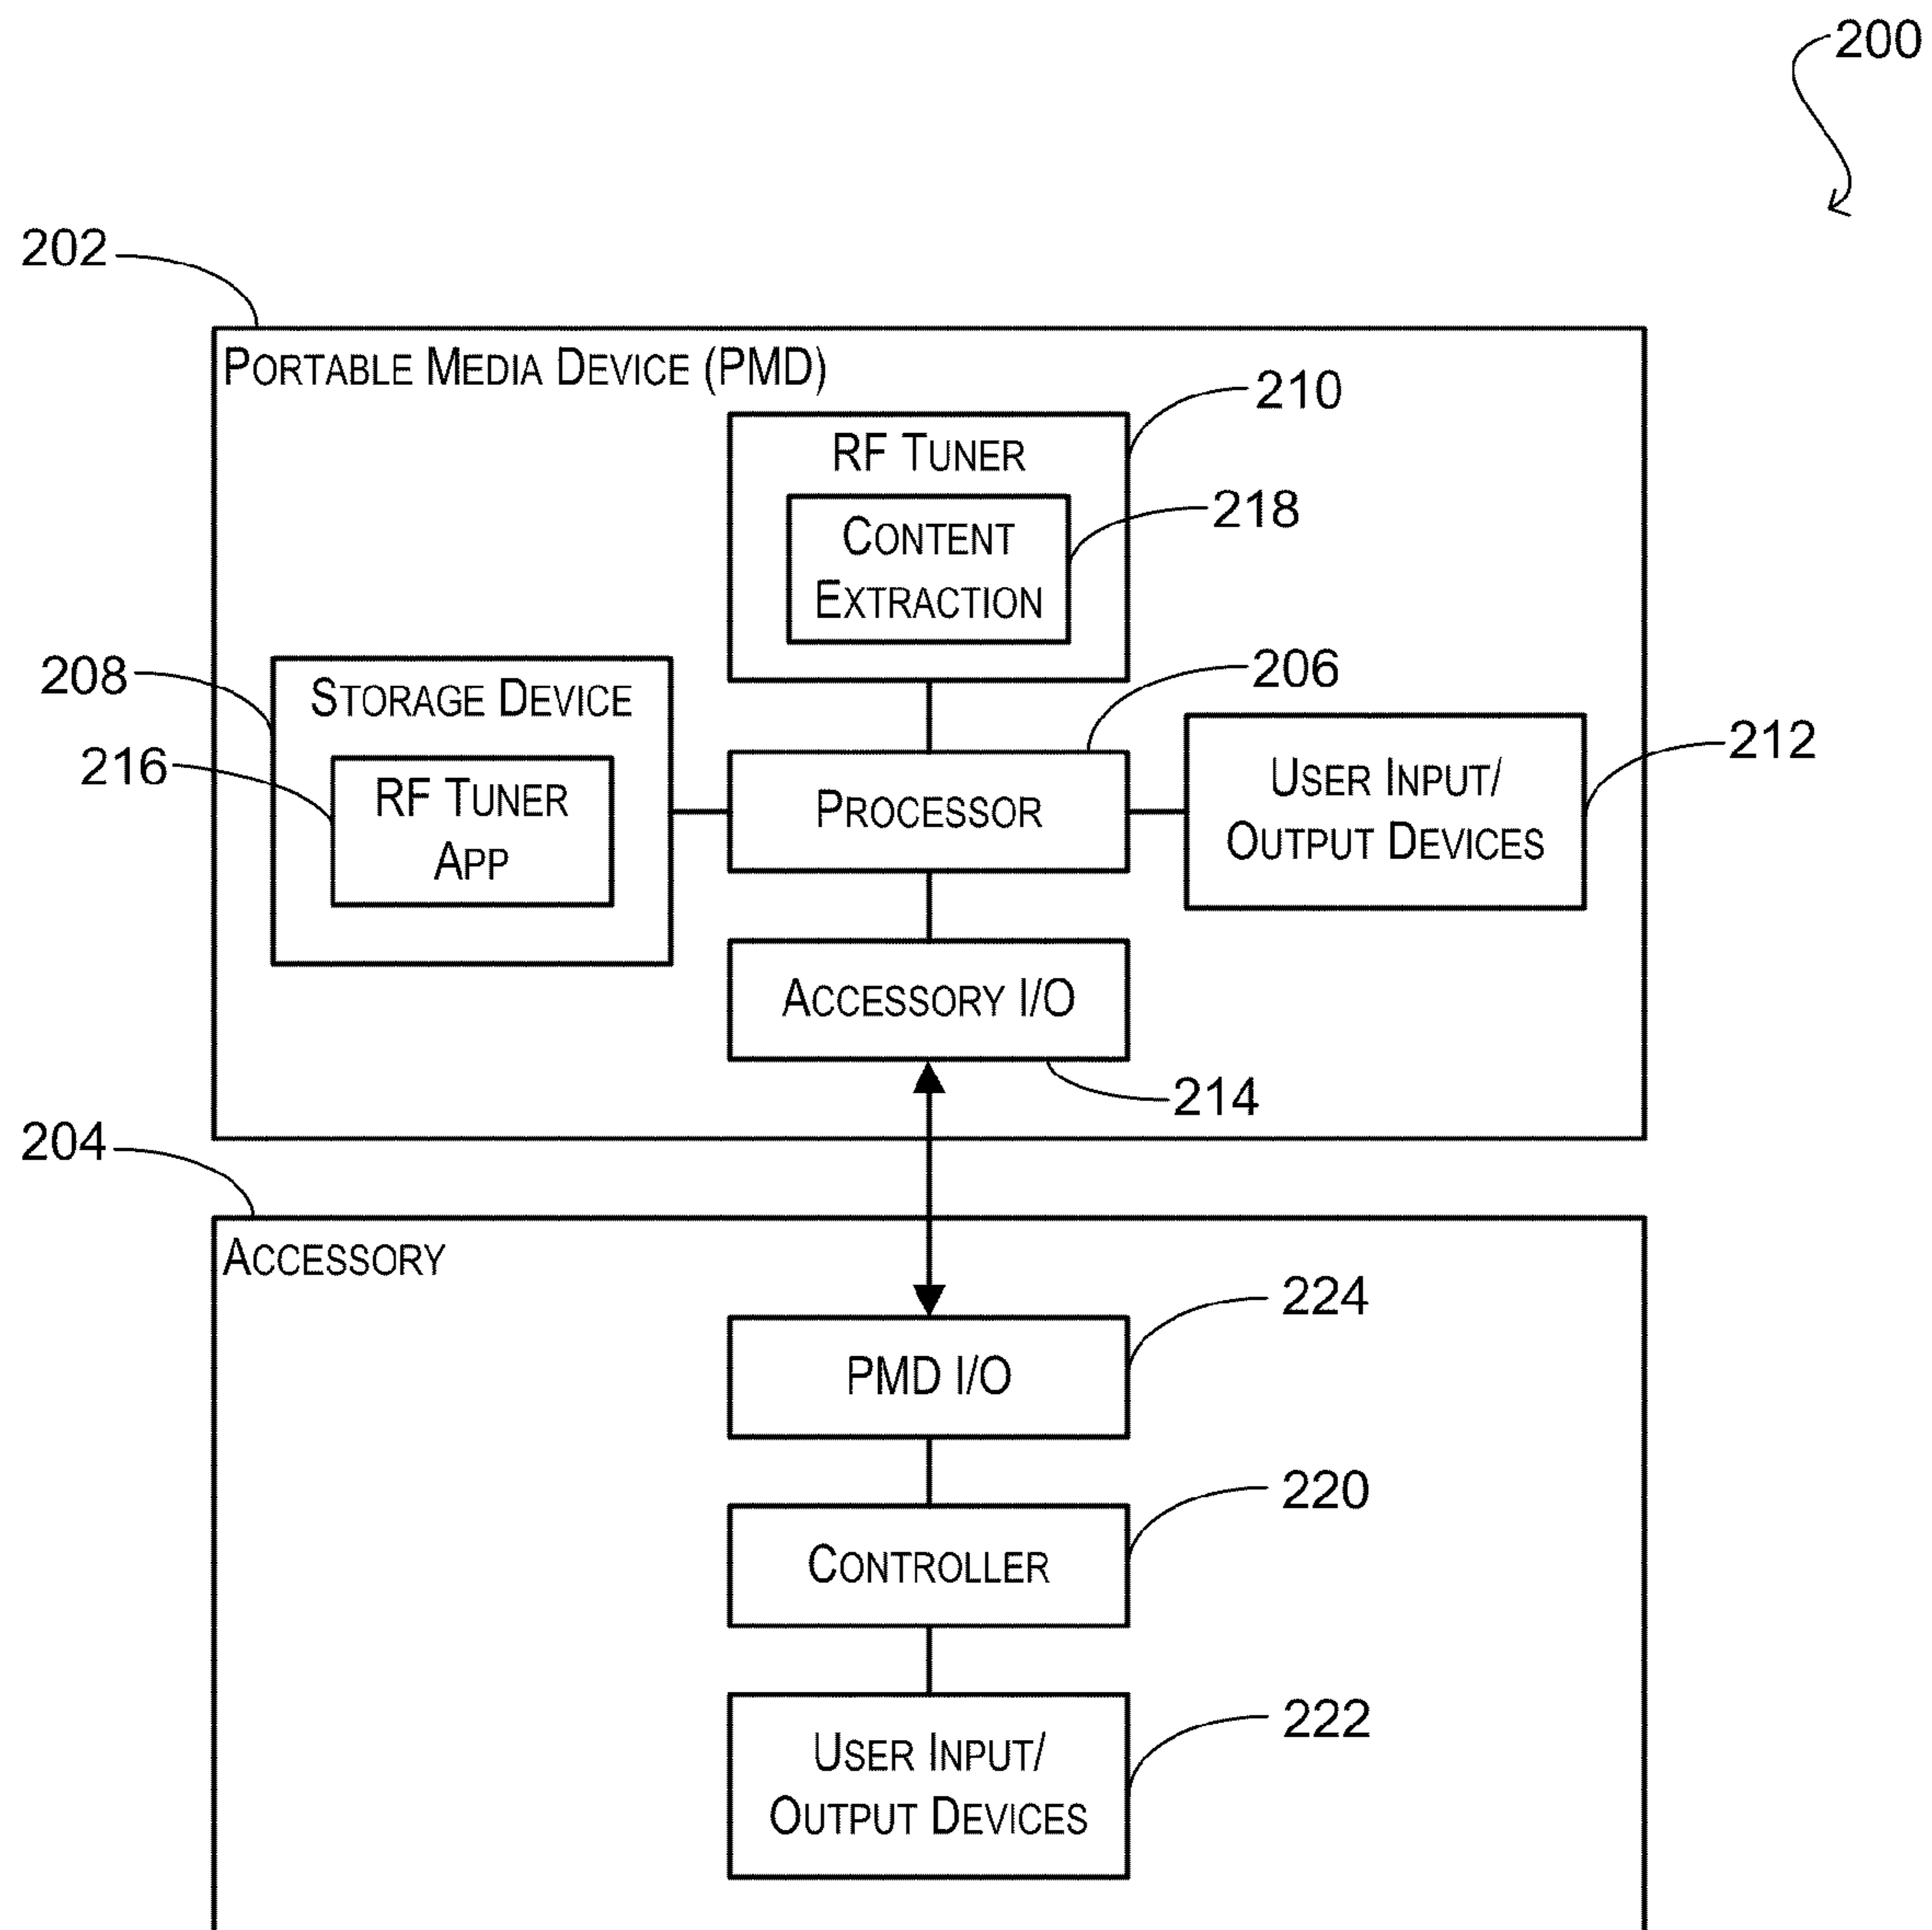 200
202
PORTABLE MEDIA DEVICE (PMD)
210
RF TUNER
218
CONTENT
EXTRACTION
208
STORAGE DEVICE
206
216
RF TUNER
APP
PROCESSOR
212
USER INPUT/
OUTPUT DEVICES
ACCESSORY I/O
214
204
ACCESSORY
224
PMD I/O
220
CONTROLLER
222
USER INPUT/
OUTPUT DEVICES